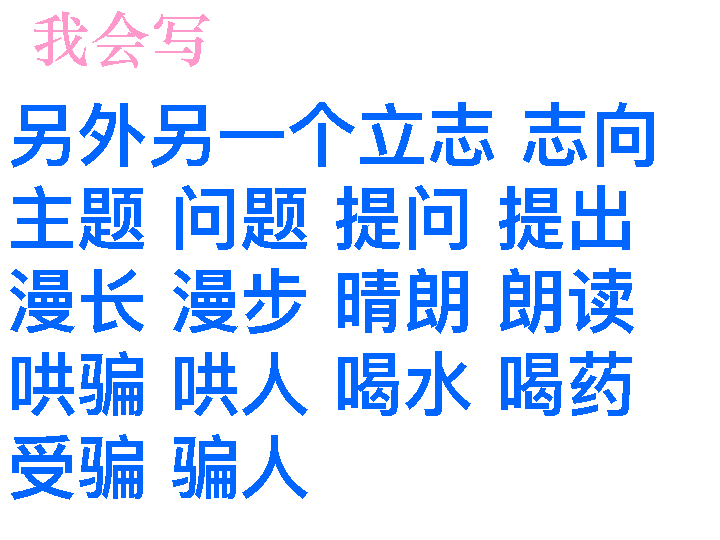 我会写
另外另一个立志 志向
主题 问题 提问 提出
漫长 漫步 晴朗 朗读
哄骗 哄人 喝水 喝药
受骗 骗人